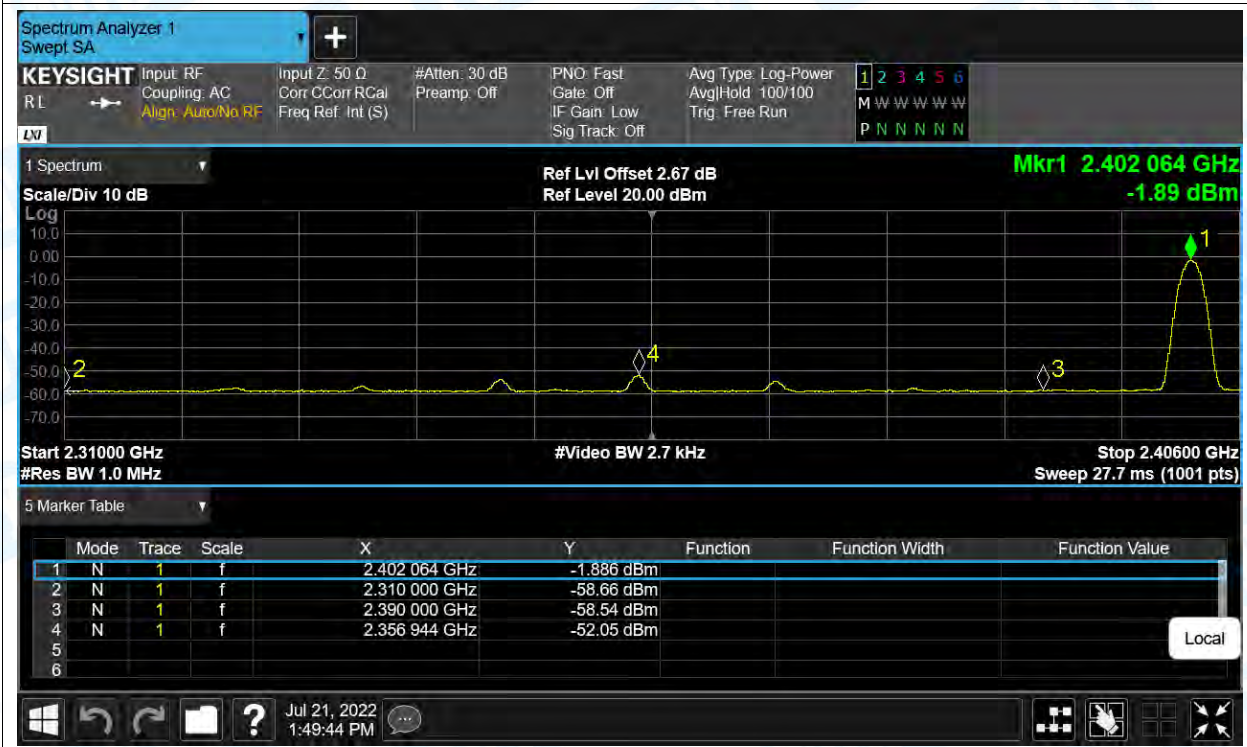 Spectrum Analyzer 1
Swept SA
+
KEYSIGHT
RL
LXI
Input: RF
Coupling: AC
Align: Auto/No RF
Input Z: 50 Ω
Corr CCorr RCal
Freq Ref: Int (S)
#Atten: 30 dB
Preamp: Off
PNO: Fast
Gate: Off
IF Gain: Low
Sig Track: Off
Avg Type: Log-Power
Avg|Hold: 100/100
Trig: Free Run
1 2 3 4 5 6
M W W W W W
P N N N N N
1 Spectrum
Scale/Div 10 dB
Ref Lvl Offset 2.67 dB
Ref Level 20.00 dBm
Mkr1 2.402 064 GHz
-1.89 dBm
Log
10.0
0.00
-10.0
-20.0
-30.0
-40.0
-50.0
-60.0
-70.0
1
2
3
4
Start 2.31000 GHz
#Res BW 1.0 MHz
#Video BW 2.7 kHz
Stop 2.40600 GHz
Sweep 27.7 ms (1001 pts)
5 Marker Table
Mode Trace Scale X Y Function Function Width Function Value
1 N 1 f 2.402 064 GHz -1.886 dBm
2 N 1 f 2.310 000 GHz -58.66 dBm
3 N 1 f 2.390 000 GHz -58.54 dBm
4 N 1 f 2.356 944 GHz -52.05 dBm
5
6
Local
?
Jul 21, 2022
1:49:44 PM